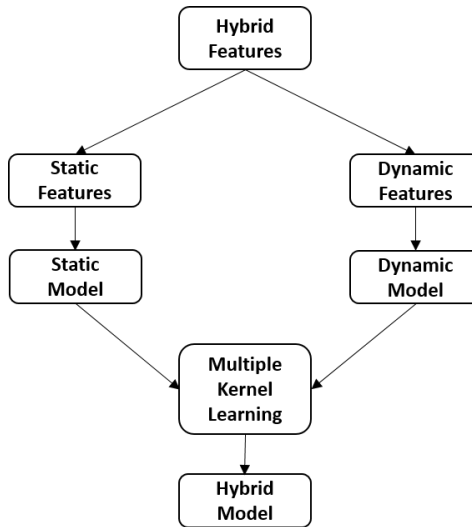 Hybrid
Features
Static
Features
Dynamic
Features
Static
Model
Dynamic
Model
Multiple
Kernel
Learning
Hybrid
Model